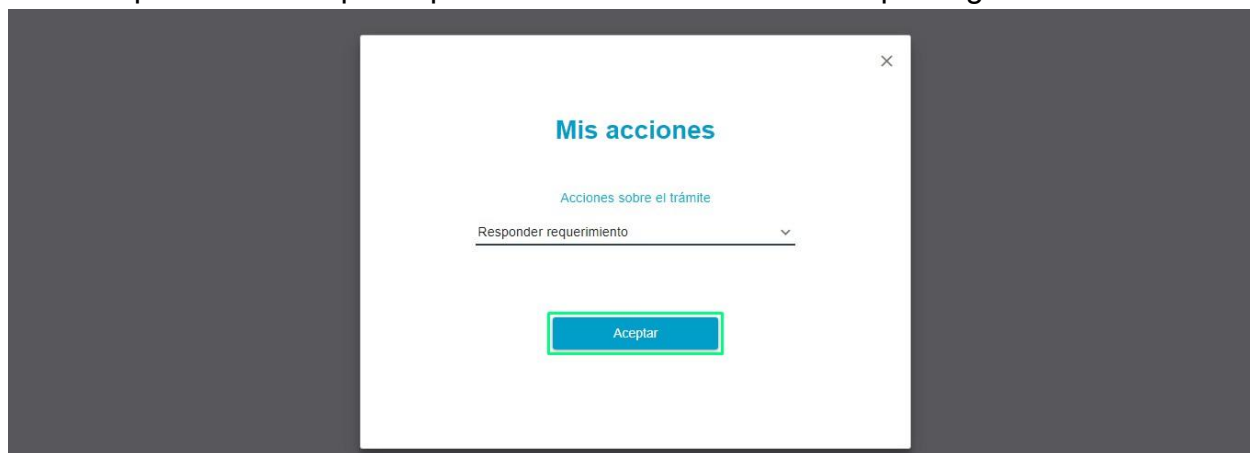 Mis acciones
Acciones sobre el trámite
Responder requerimiento
Aceptar